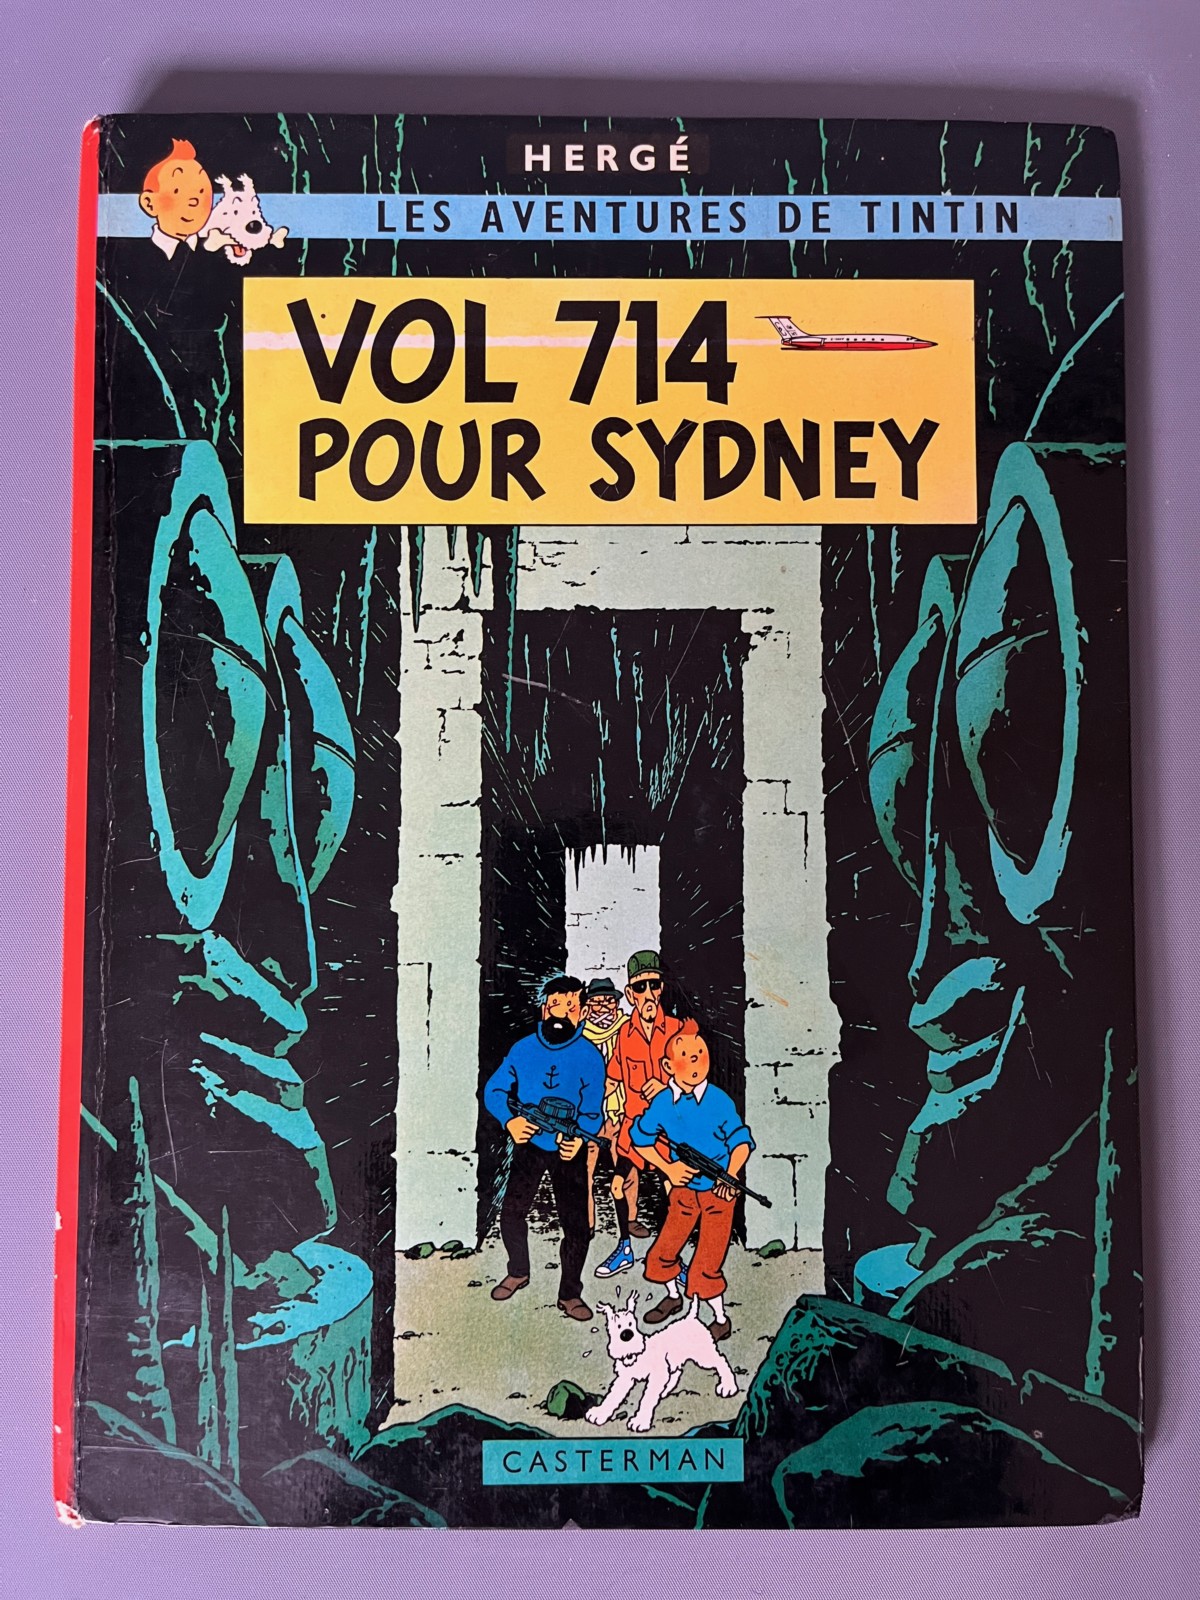 HERGÉ
LES AVENTURES DE TINTIN
VOL 714
POUR SYDNEY
CASTERMAN